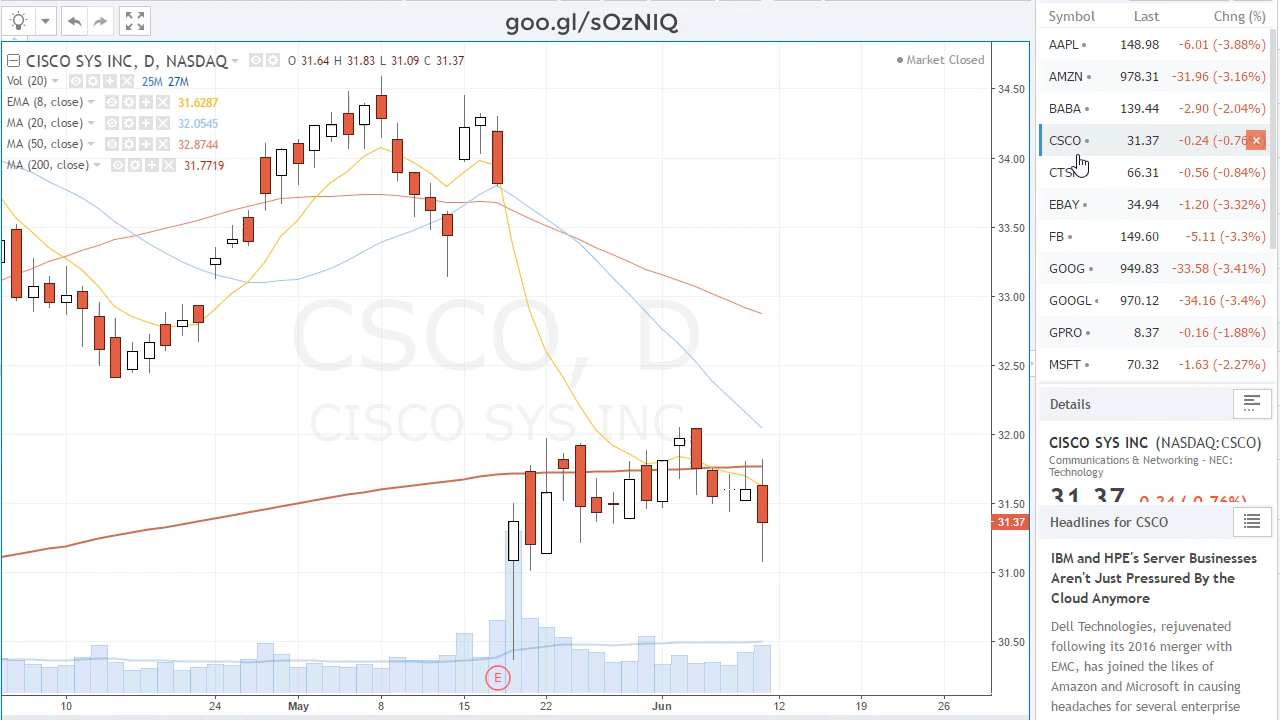 goo.gl/sOzNIQ
CISCO SYS INC, D, NASDAQ O 31.64 H 31.83 L 31.09 C 31.37
Market Closed
Vol (20) 25M 27M
EMA (8, close) 31.6287
MA (20, close) 32.0545
MA (50, close) 32.8744
MA (200, close) 31.7719
CSCO, D
CISCO SYS INC
34.50
34.00
33.50
33.00
32.50
32.00
31.50
31.37
31.00
30.50
E
10 24 May 8 15 22 Jun 12 19 26
Symbol Last Chng (%)
AAPL 148.98 -6.01 (-3.88%)
AMZN 978.31 -31.96 (-3.16%)
BABA 139.44 -2.90 (-2.04%)
CSCO 31.37 -0.24 (-0.76
CTS 66.31 -0.56 (-0.84%)
EBAY 34.94 -1.20 (-3.32%)
FB 149.60 -5.11 (-3.3%)
GOOG 949.83 -33.58 (-3.41%)
GOOGL 970.12 -34.16 (-3.4%)
GPRO 8.37 -0.16 (-1.88%)
MSFT 70.32 -1.63 (-2.27%)
Details
CISCO SYS INC (NASDAQ:CSCO)
Communications & Networking - NEC:
Technology
31.37 -0.24 (-0.76%)
Headlines for CSCO
IBM and HPE's Server Businesses
Aren't Just Pressured By the
Cloud Anymore
Dell Technologies, rejuvenated
following its 2016 merger with
EMC, has joined the likes of
Amazon and Microsoft in causing
headaches for several enterprise